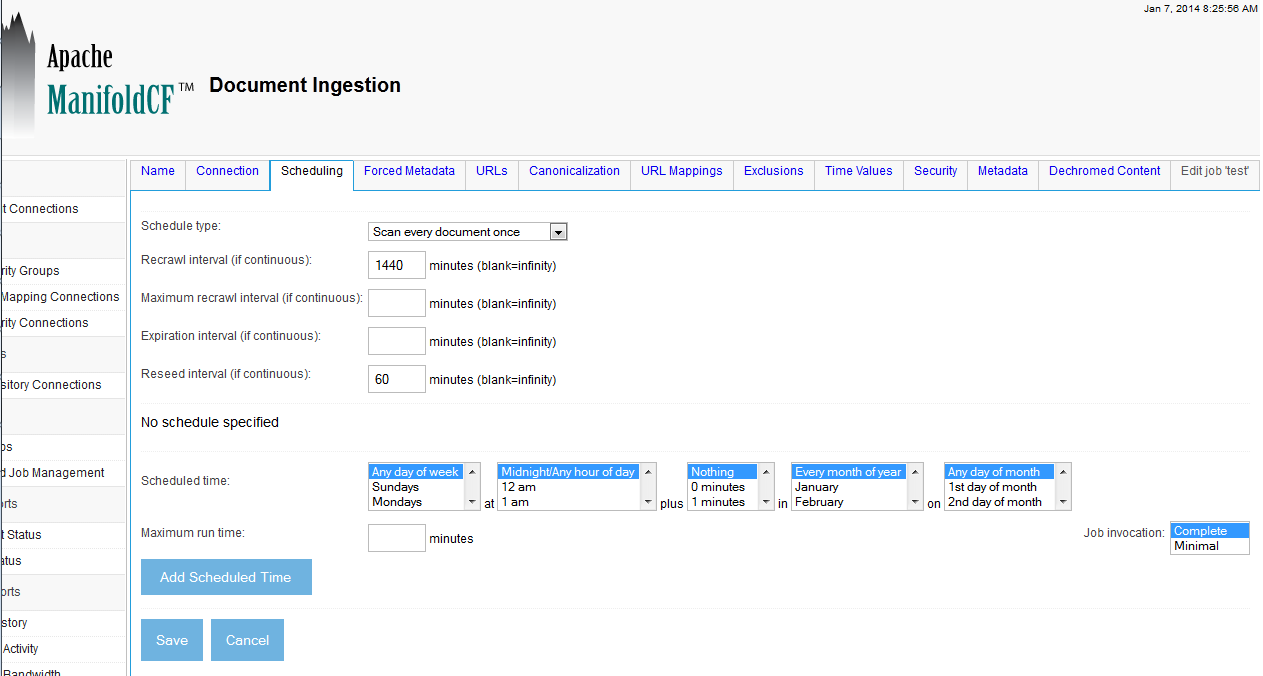 Jan 7, 2014 8:25:56 AM
Apache
ManifoldCF™ Document Ingestion
Name Connection Scheduling Forced Metadata URLs Canonicalization URL Mappings Exclusions Time Values Security Metadata Dechromed Content Edit job 'test'
t Connections
rity Groups
Mapping Connections
rity Connections
s
sitory Connections
os
d Job Management
orts
t Status
atus
orts
story
Activity
Bandwidth
Schedule type: Scan every document once
Recrawl interval (if continuous): 1440 minutes (blank=infinity)
Maximum recrawl interval (if continuous): minutes (blank=infinity)
Expiration interval (if continuous): minutes (blank=infinity)
Reseed interval (if continuous): 60 minutes (blank=infinity)
No schedule specified
Scheduled time:
Any day of week Midnight/Any hour of day Nothing Every month of year Any day of month
Sundays 12 am 0 minutes January 1st day of month
Mondays at 1 am plus 1 minutes in February on 2nd day of month
Maximum run time: minutes Job invocation: Complete
Minimal
Add Scheduled Time
Save Cancel